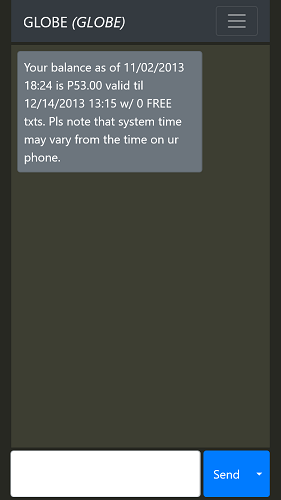 GLOBE (GLOBE)
Your balance as of 11/02/2013
18:24 is P53.00 valid til
12/14/2013 13:15 w/ 0 FREE
txts. Pls note that system time
may vary from the time on ur
phone.
Send